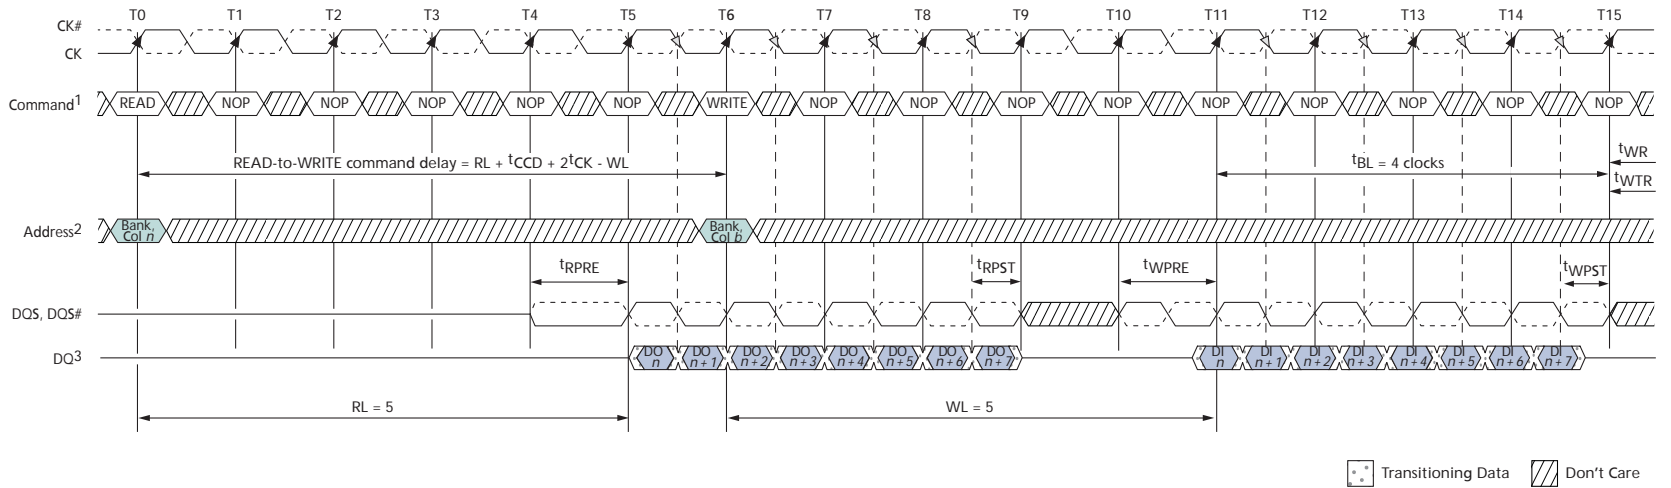 T0 T1 T2 T3 T4 T5 T6 T7 T8 T9 T10 T11 T12 T13 T14 T15
CK#
CK
Command1 READ NOP NOP NOP NOP NOP WRITE NOP NOP NOP NOP NOP NOP NOP NOP NOP
READ-to-WRITE command delay = RL + tCCD + 2tCK - WL
tBL = 4 clocks
tWR
tWTR
Address2 Bank, Col n Bank, Col b
tRPRE tRPST tWPRE tWPST
DQS, DQS#
DQ3 DO n DO n + 1 DO n + 2 DO n + 3 DO n + 4 DO n + 5 DO n + 6 DO n + 7 DI n DI n + 1 DI n + 2 DI n + 3 DI n + 4 DI n + 5 DI n + 6 DI n + 7
RL = 5 WL = 5
Transitioning Data Don't Care